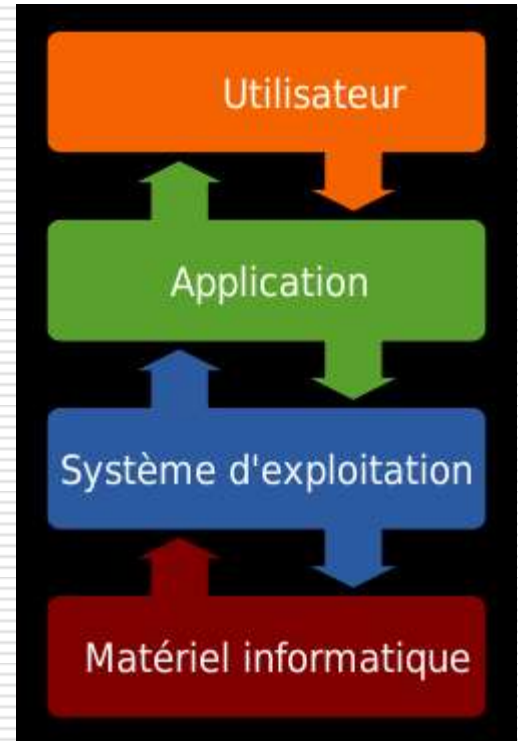 Utilisateur
Application
Système d'exploitation
Matériel informatique